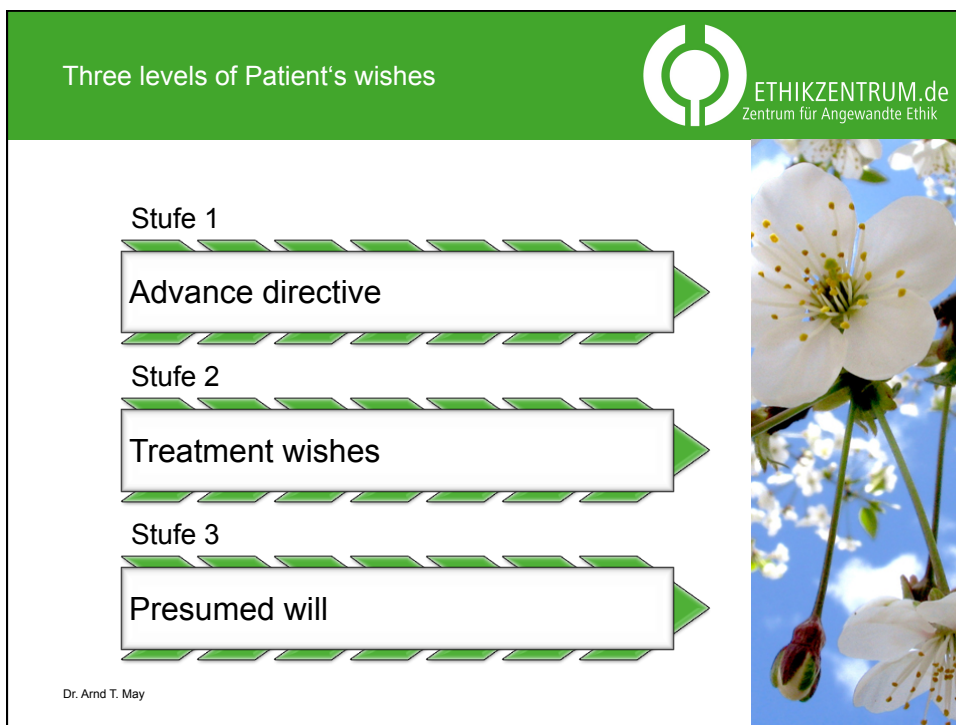 Three levels of Patient‘s wishes
ETHIKZENTRUM.de
Zentrum für Angewandte Ethik
Stufe 1
Advance directive
Stufe 2
Treatment wishes
Stufe 3
Presumed will
Dr. Arnd T. May